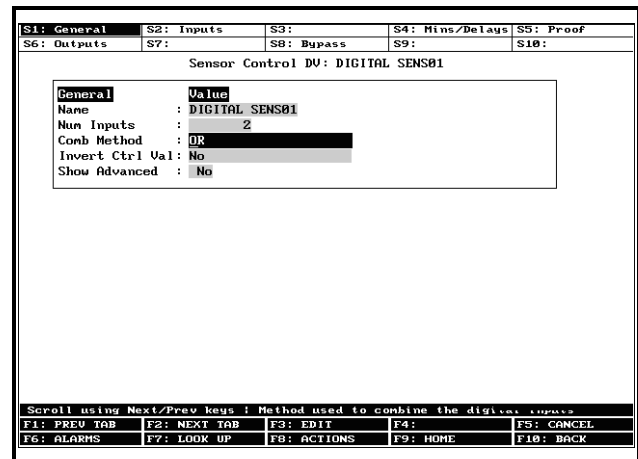 S1: General S2: Inputs S3: S4: Mins/Delays S5: Proof
S6: Outputs S7: S8: Bypass S9: S10:
Sensor Control DV: DIGITAL SENS01
General Value
Name : DIGITAL SENS01
Num Inputs : 2
Comb Method : OR
Invert Ctrl Val: No
Show Advanced : No
Scroll using Next/Prev keys | Method used to combine the digital inputs
F1: PREV TAB F2: NEXT TAB F3: EDIT F4: F5: CANCEL
F6: ALARMS F7: LOOK UP F8: ACTIONS F9: HOME F10: BACK